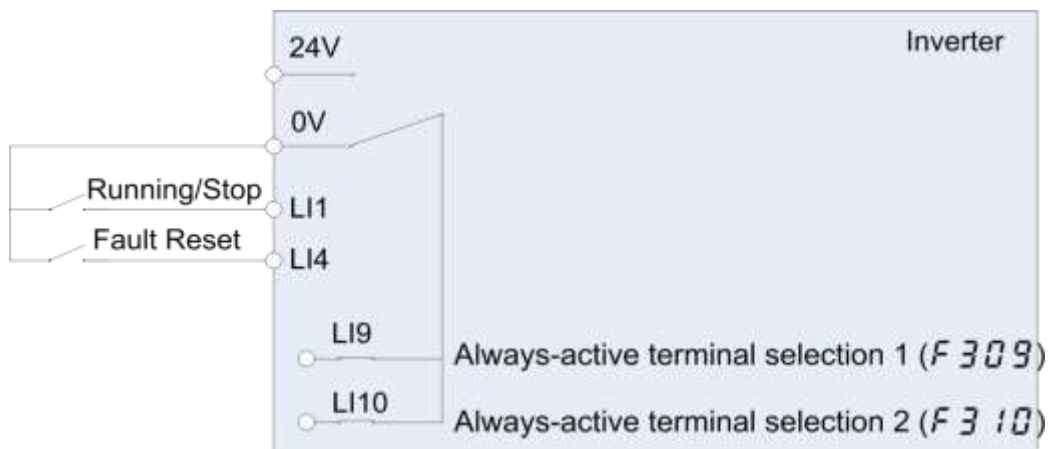 24V
Inverter
0V
Running/Stop
LI1
Fault Reset
LI4
LI9
Always-active terminal selection 1 (F309)
LI10
Always-active terminal selection 2 (F310)